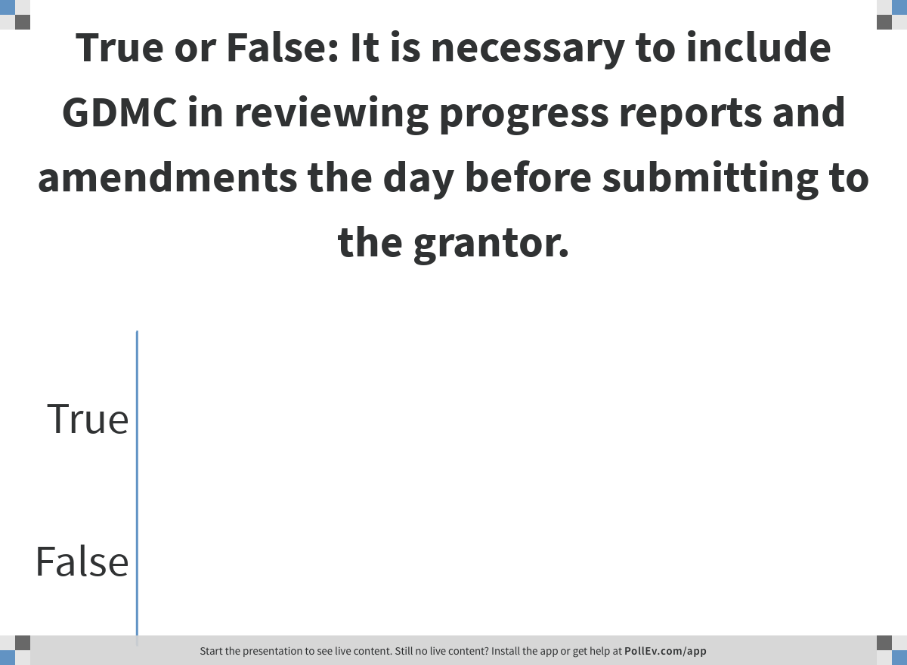 True or False: It is necessary to include
GDMC in reviewing progress reports and
amendments the day before submitting to
the grantor.
True
False
Start the presentation to see live content. Still no live content? Install the app or get help at PollEv.com/app